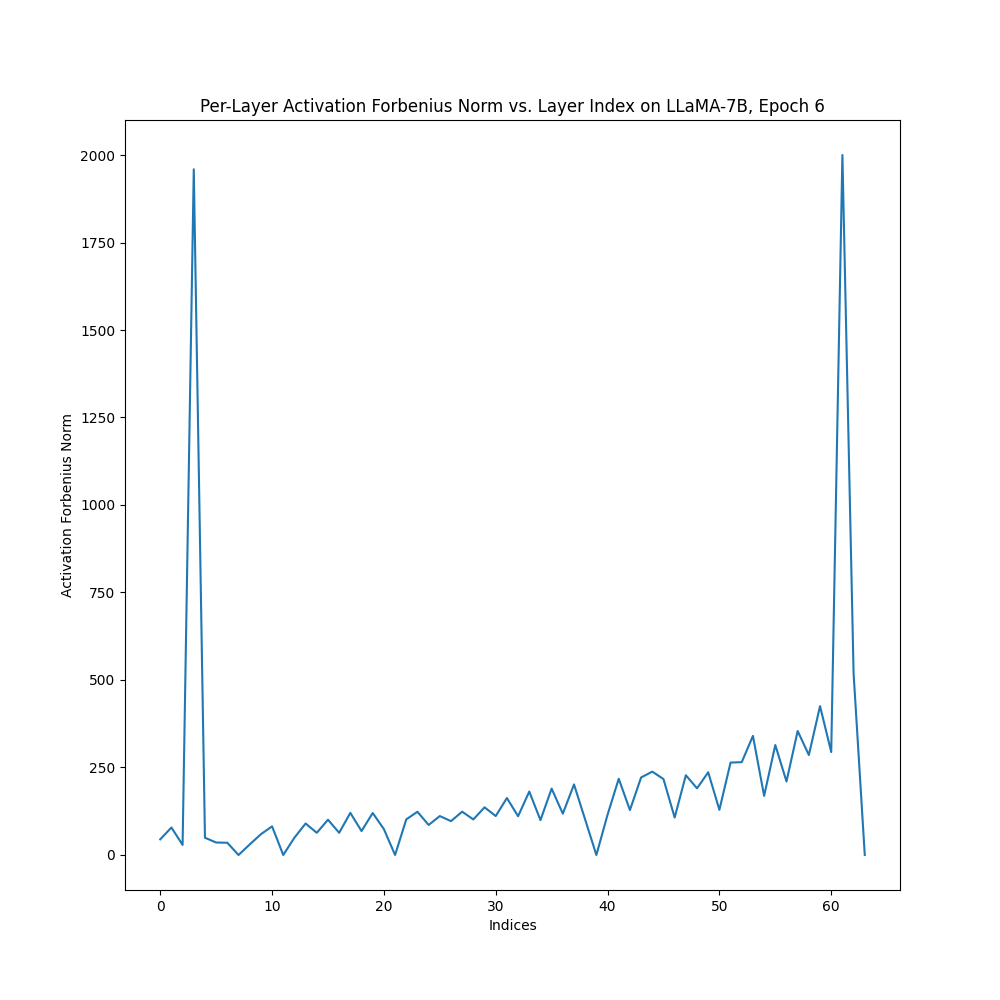 Per-Layer Activation Forbenius Norm vs. Layer Index on LLaMA-7B, Epoch 6
2000
1750
1500
1250
1000
750
500
250
0
Activation Forbenius Norm
0 10 20 30 40 50 60
Indices